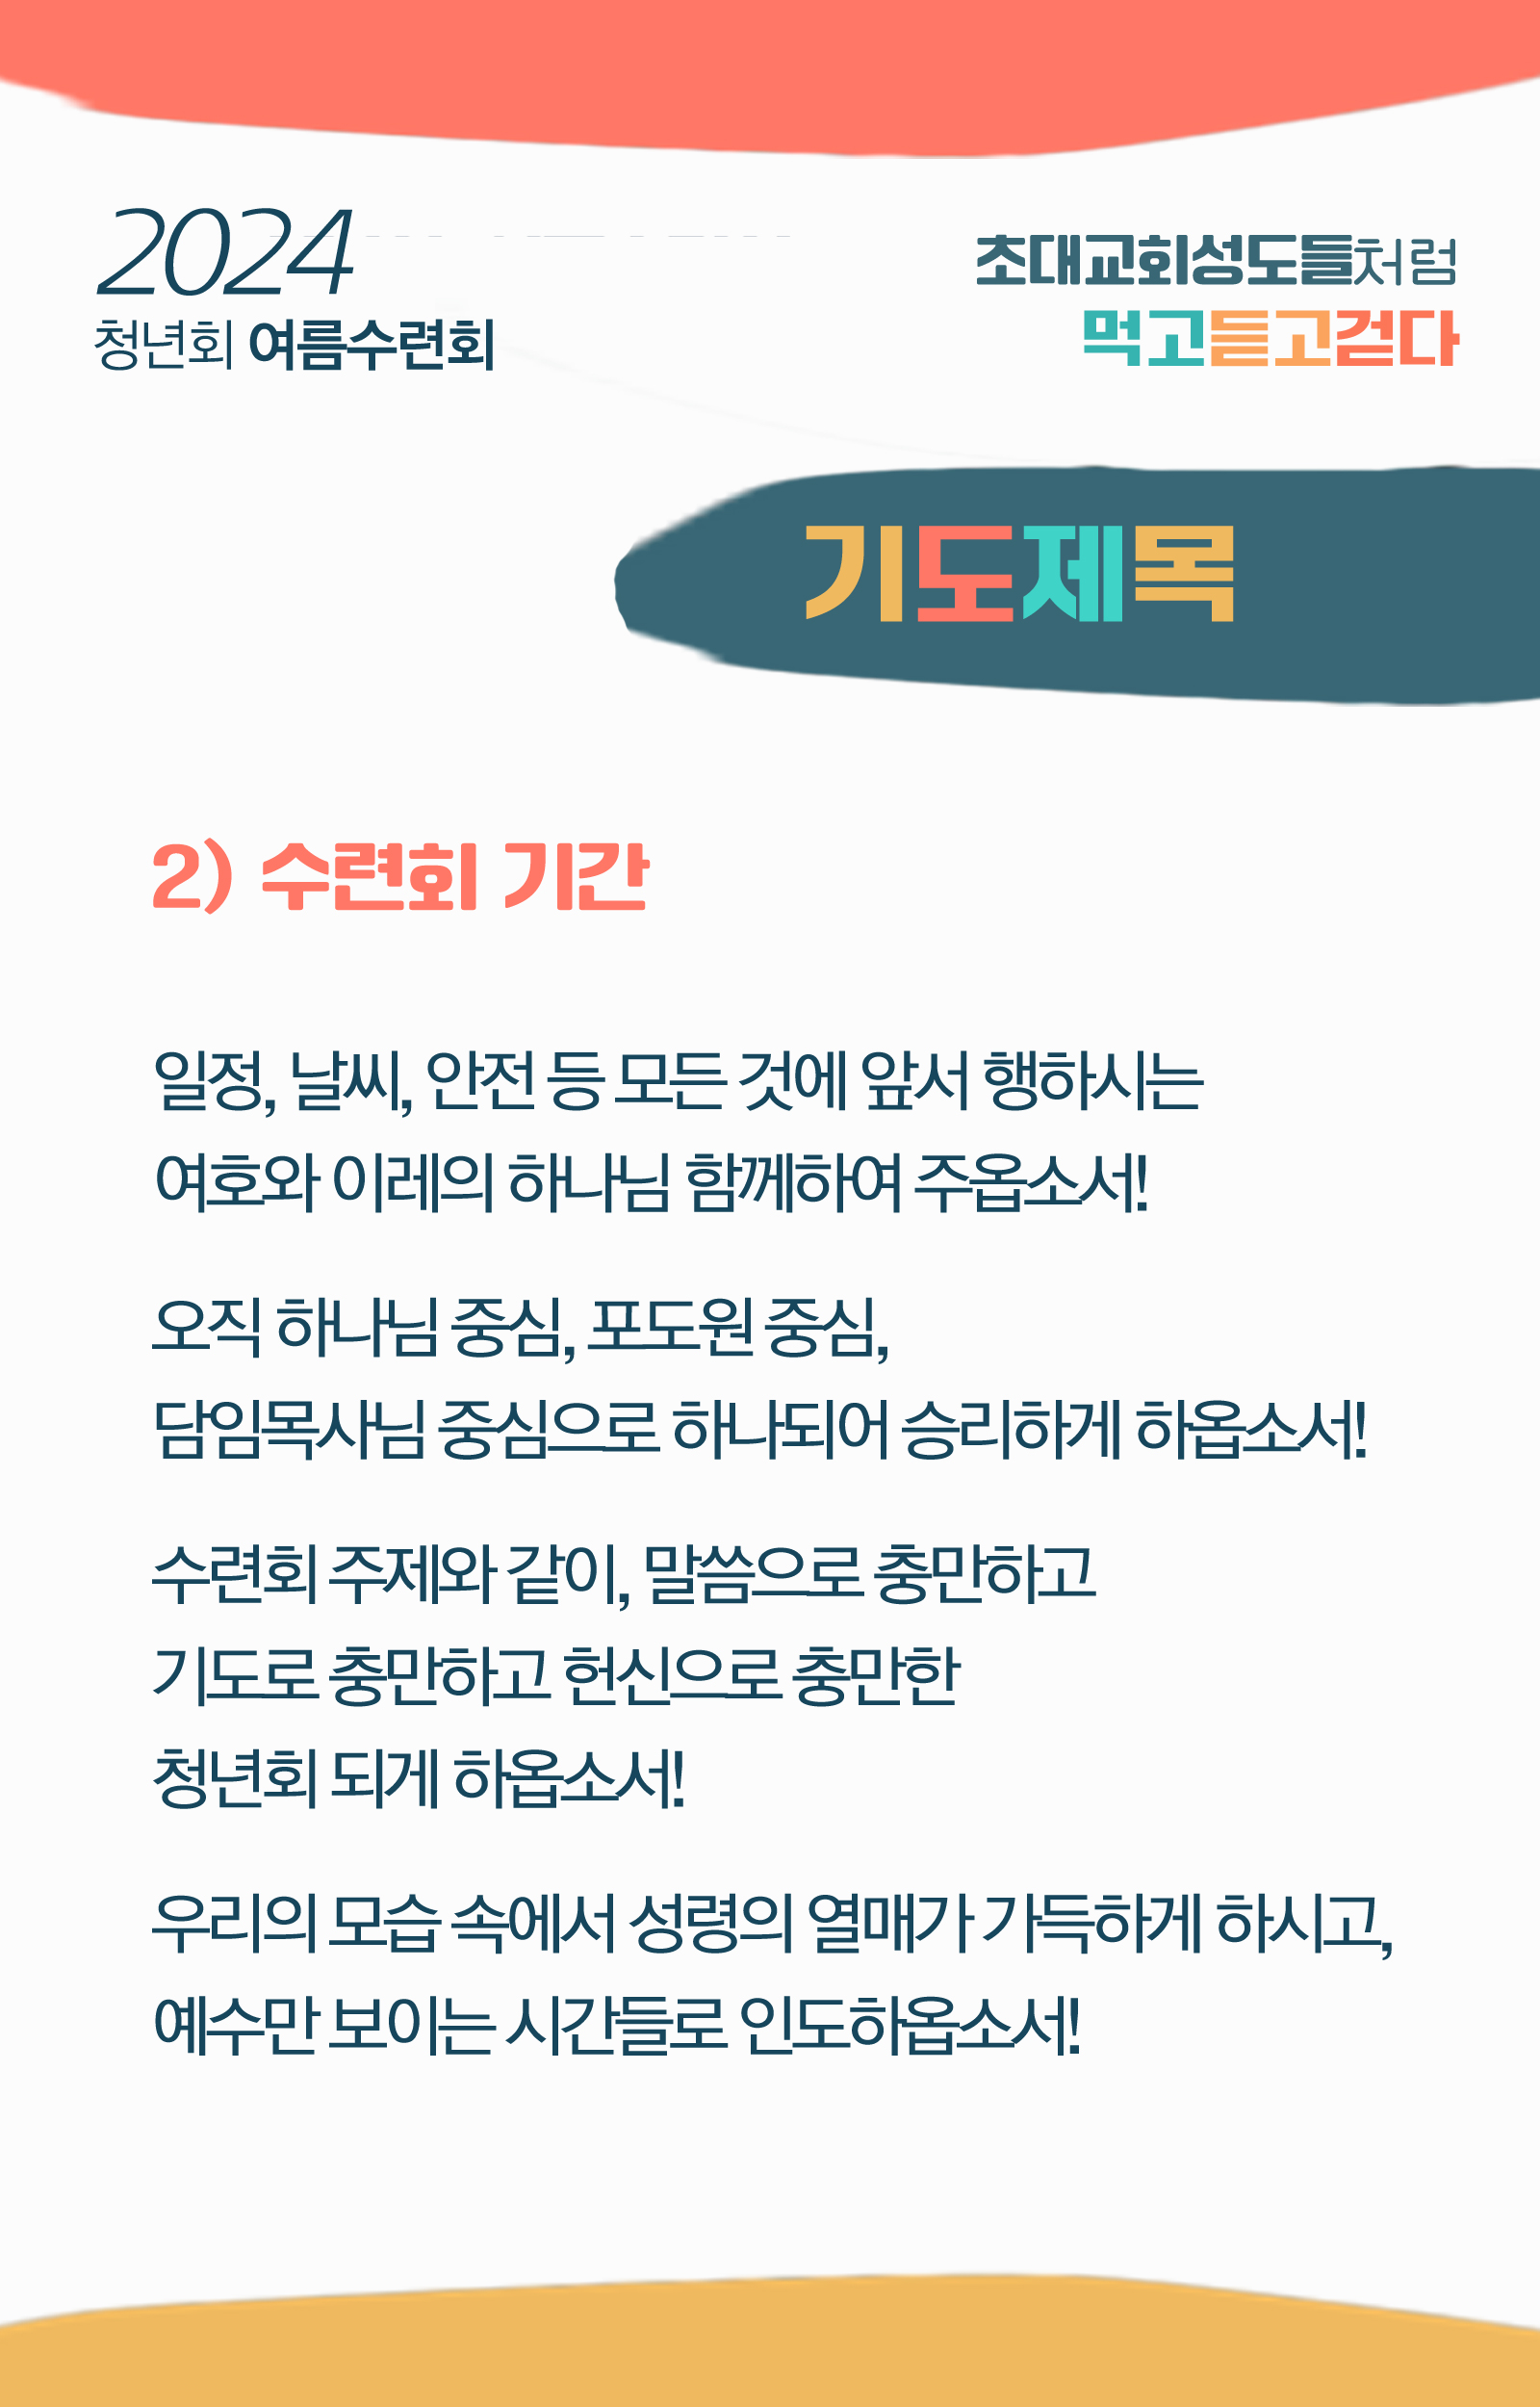 2024
청년회 여름수련회
초대교회성도들처럼
먹고듣고걷다
기도제목
2) 수련회 기간
일정, 날씨, 안전 등 모든 것에 앞서 행하시는
여호와 이레의 하나님 함께하여 주옵소서!
오직 하나님 중심, 포도원 중심,
담임목사님 중심으로 하나되어 승리하게 하옵소서!
수련회 주제와 같이, 말씀으로 충만하고
기도로 충만하고 헌신으로 충만한
청년회 되게 하옵소서!
우리의 모습 속에서 성령의 열매가 가득하게 하시고,
예수만 보이는 시간들로 인도하옵소서!